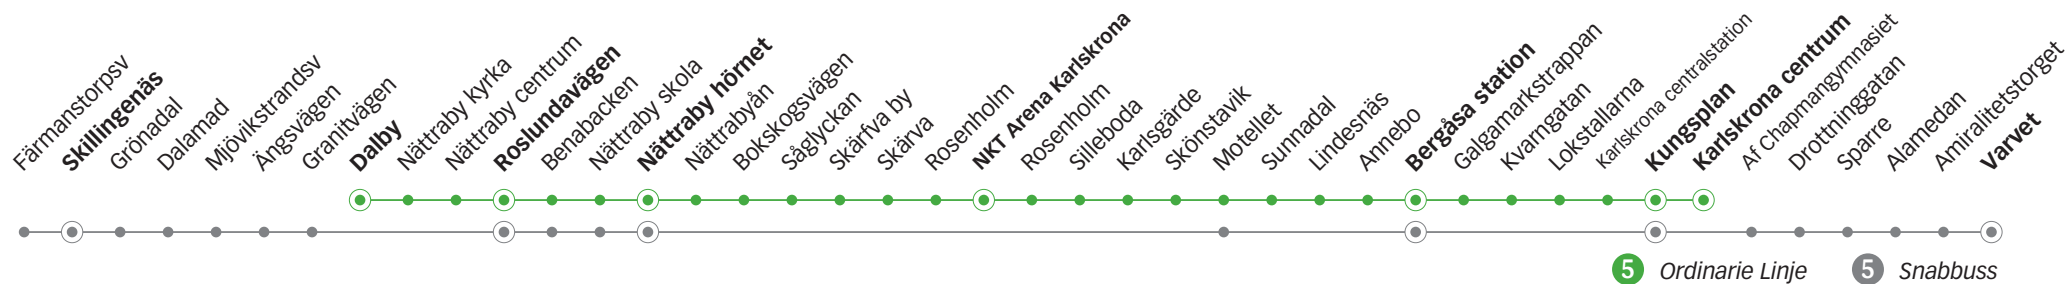 Färmanstorpsv
Skillingenäs
Grönadal
Dalamad
Mjövikstrandsv
Ängsvägen
Granitvägen
Dalby
Nättraby kyrka
Nättraby centrum
Roslundavägen
Benabacken
Nättraby skola
Nättraby hörnet
Nättrabyån
Bokskogsvägen
Såglyckan
Skärfva by
Skärva
Rosenholm
NKT Arena Karlskrona
Rosenholm
Silleboda
Karlsgärde
Skönstavik
Motellet
Sunnadal
Lindesnäs
Annebo
Bergåsa station
Galgamarkstrappan
Kvarngatan
Lokstallarna
Karlskrona centralstation
Kungsplan
Karlskrona centrum
Af Chapmangymnasiet
Drottninggatan
Sparre
Alamedan
Amiralitetstorget
Varvet
5 Ordinarie Linje
5 Snabbuss